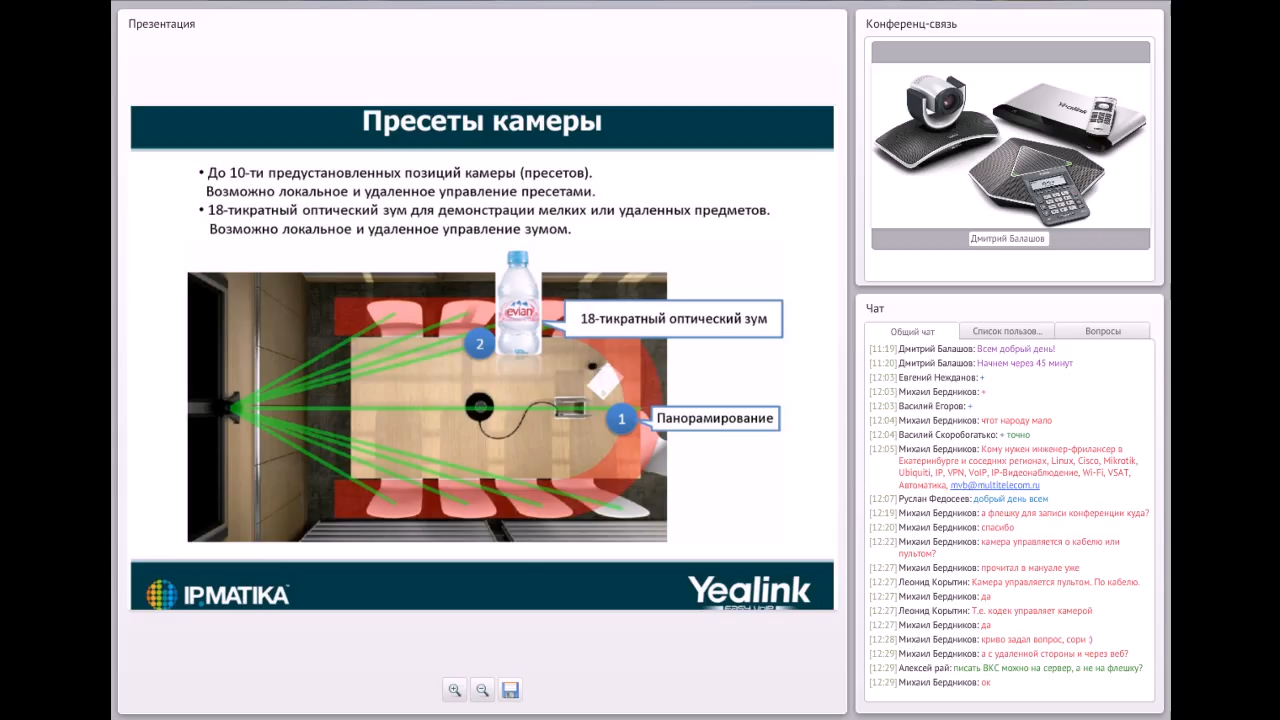 Презентация
Пресеты камеры
• До 10-ти предустановленных позиций камеры (пресетов).
Возможно локальное и удаленное управление пресетами.
• 18-тикратный оптический зум для демонстрации мелких или удаленных предметов.
Возможно локальное и удаленное управление зумом.
evian
18-тикратный оптический зум
2
1
Панорамирование
IPMATIKA
Yealink
EASY VoIP
Конференц-связь
Yealink
Дмитрий Балашов
Чат
Общий чат
Список пользов...
Вопросы
[11:19] Дмитрий Балашов: Всем добрый день!
[11:20] Дмитрий Балашов: Начнем через 45 минут
[12:03] Евгений Нежданов: +
[12:03] Михаил Бердников: +
[12:03] Василий Егоров: +
[12:04] Михаил Бердников: чтот народу мало
[12:04] Василий Скоробогатько: + точно
[12:05] Михаил Бердников: Кому нужен инженер-фрилансер в
Екатеринбурге и соседних регионах, Linux, Cisco, Mikrotik,
Ubiquiti, IP, VPN, VoIP, IP-Видеонаблюдение, Wi-Fi, VSAT,
Автоматика, mvb@multitelecom.ru
[12:07] Руслан Федосеев: добрый день всем
[12:19] Михаил Бердников: а флешку для записи конференции куда?
[12:20] Михаил Бердников: спасибо
[12:22] Михаил Бердников: камера управляется о кабелю или
пультом?
[12:27] Михаил Бердников: прочитал в мануале уже
[12:27] Леонид Корытин: Камера управляется пультом. По кабелю.
[12:27] Михаил Бердников: да
[12:27] Леонид Корытин: Т.е. кодек управляет камерой
[12:27] Михаил Бердников: да
[12:28] Михаил Бердников: криво задал вопрос, сори :)
[12:29] Михаил Бердников: а с удаленной стороны и через веб?
[12:29] Алексей рай: писать ВКС можно на сервер, а не на флешку?
[12:29] Михаил Бердников: ок